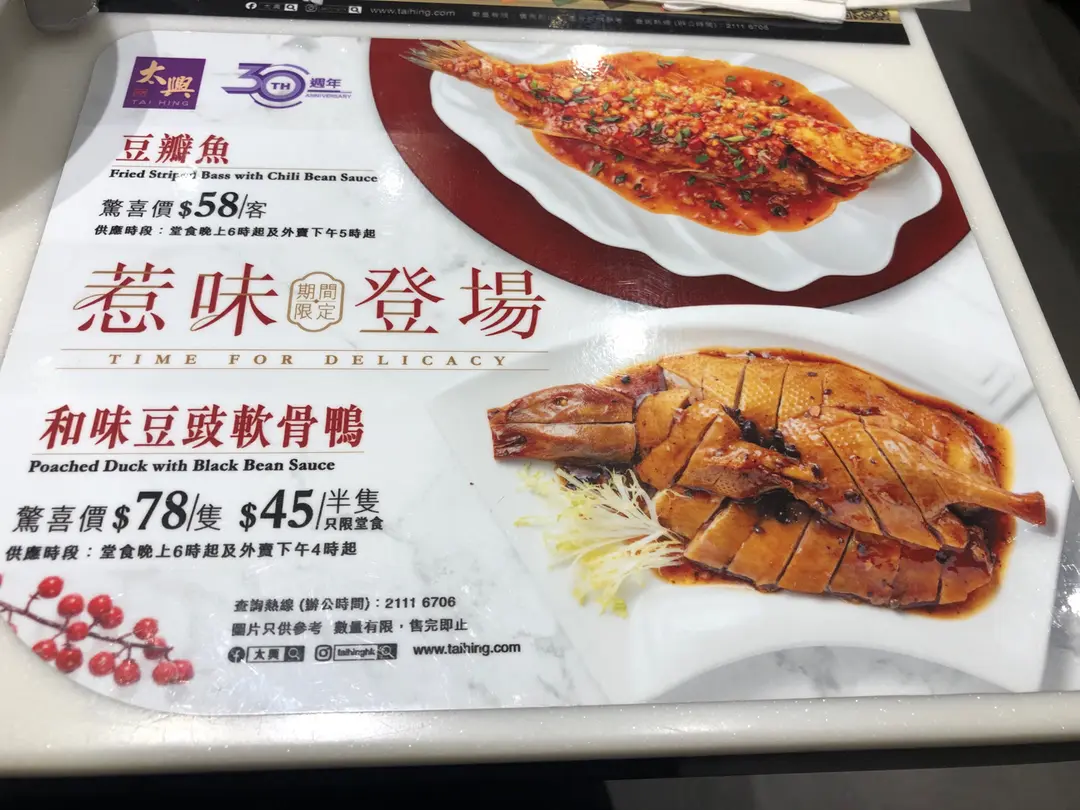 www.taihing.com
太興
TAI HING
30TH 週年
ANNIVERSARY
豆瓣魚
Fried Striped Bass with Chili Bean Sauce
驚喜價 $58/客
供應時段：堂食晚上6時起及外賣下午5時起
惹味 期間限定 登場
TIME FOR DELICACY
和味豆豉軟骨鴨
Poached Duck with Black Bean Sauce
驚喜價 $78/隻 $45/半隻 只限堂食
供應時段：堂食晚上6時起及外賣下午4時起
查詢熱線 (辦公時間)：2111 6706
圖片只供參考 數量有限，售完即止
太興 taihinghk www.taihing.com